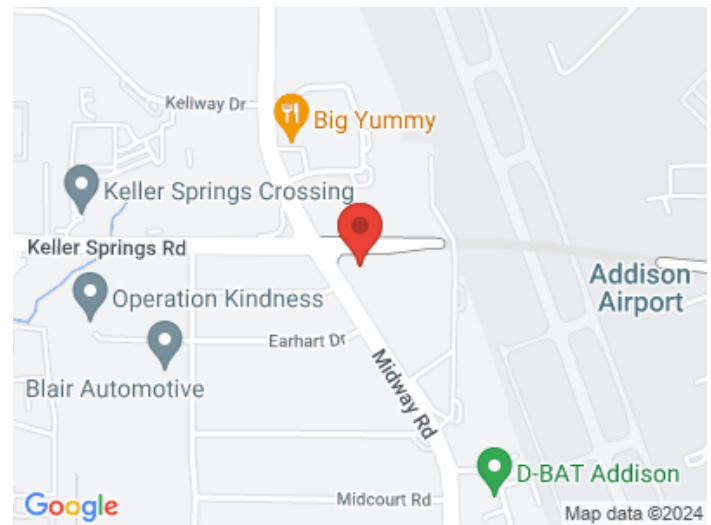 Kellway Dr
Big Yummy
Keller Springs Crossing
Keller Springs Rd
Addison
Airport
Operation Kindness
Earhart Dr
Blair Automotive
Midway Rd
D-BAT Addison
Midcourt Rd
Google
Map data ©2024